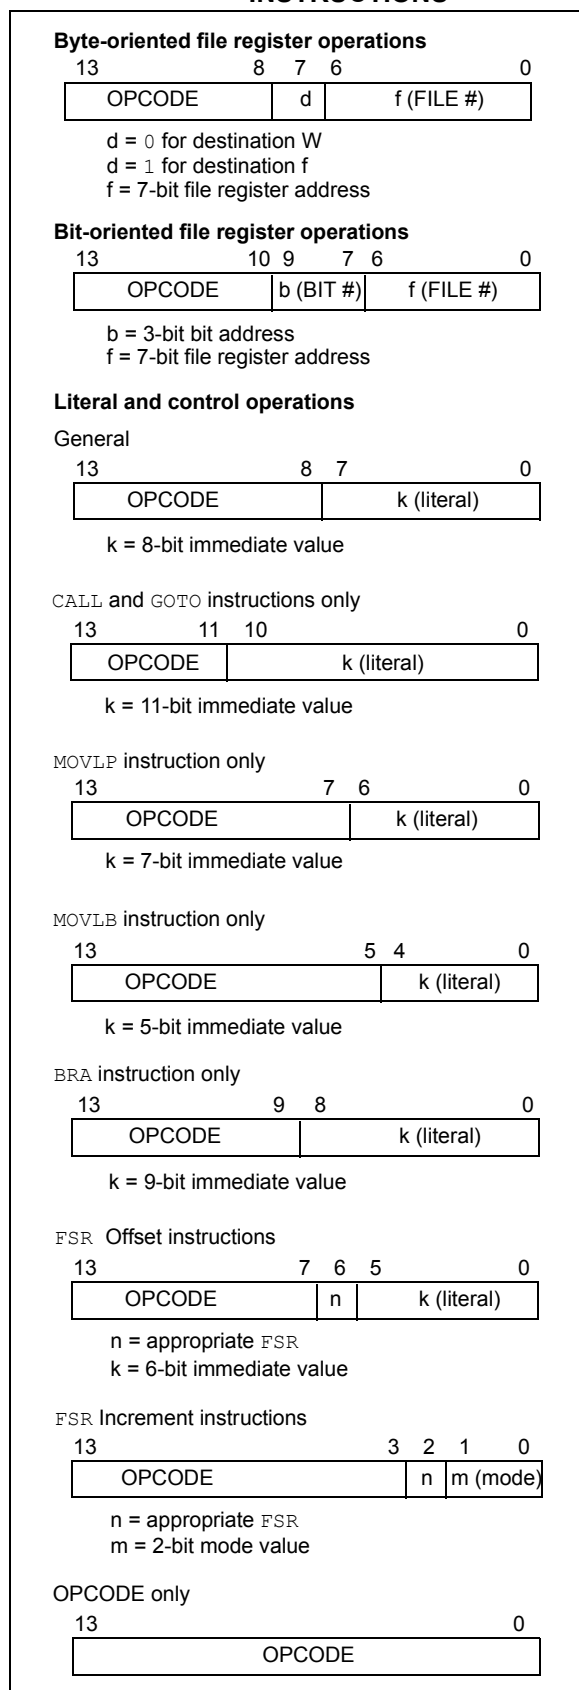 INSTRUCTIONS
Byte-oriented file register operations
13 8 7 6 0
OPCODE d f (FILE #)
d = 0 for destination W
d = 1 for destination f
f = 7-bit file register address
Bit-oriented file register operations
13 10 9 7 6 0
OPCODE b (BIT #) f (FILE #)
b = 3-bit bit address
f = 7-bit file register address
Literal and control operations
General
13 8 7 0
OPCODE k (literal)
k = 8-bit immediate value
CALL and GOTO instructions only
13 11 10 0
OPCODE k (literal)
k = 11-bit immediate value
MOVLP instruction only
13 7 6 0
OPCODE k (literal)
k = 7-bit immediate value
MOVLB instruction only
13 5 4 0
OPCODE k (literal)
k = 5-bit immediate value
BRA instruction only
13 9 8 0
OPCODE k (literal)
k = 9-bit immediate value
FSR Offset instructions
13 7 6 5 0
OPCODE n k (literal)
n = appropriate FSR
k = 6-bit immediate value
FSR Increment instructions
13 3 2 1 0
OPCODE n m (mode)
n = appropriate FSR
m = 2-bit mode value
OPCODE only
13 0
OPCODE